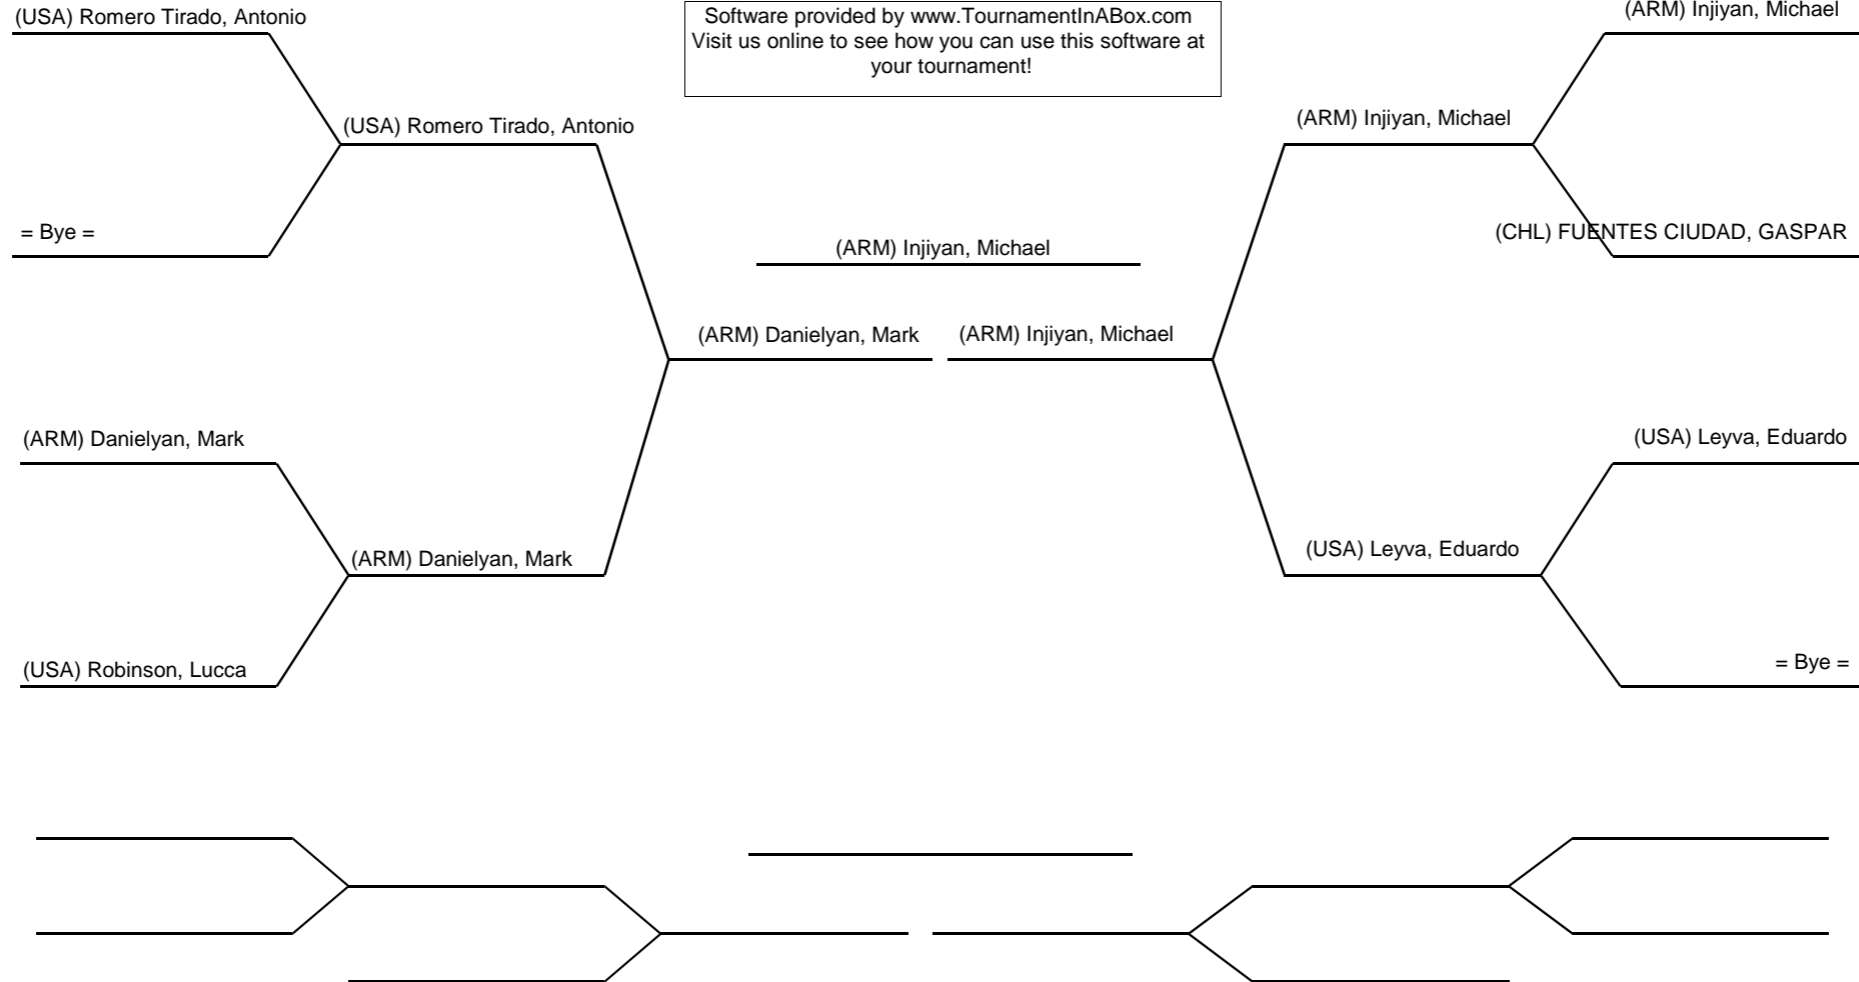 (USA) Romero Tirado, Antonio
Software provided by www.TournamentInABox.com
Visit us online to see how you can use this software at
your tournament!
(ARM) Injiyan, Michael
(USA) Romero Tirado, Antonio
(ARM) Injiyan, Michael
= Bye =
(ARM) Injiyan, Michael
(CHL) FUENTES CIUDAD, GASPAR
(ARM) Danielyan, Mark
(ARM) Injiyan, Michael
(ARM) Danielyan, Mark
(USA) Leyva, Eduardo
(ARM) Danielyan, Mark
(USA) Leyva, Eduardo
(USA) Robinson, Lucca
= Bye =